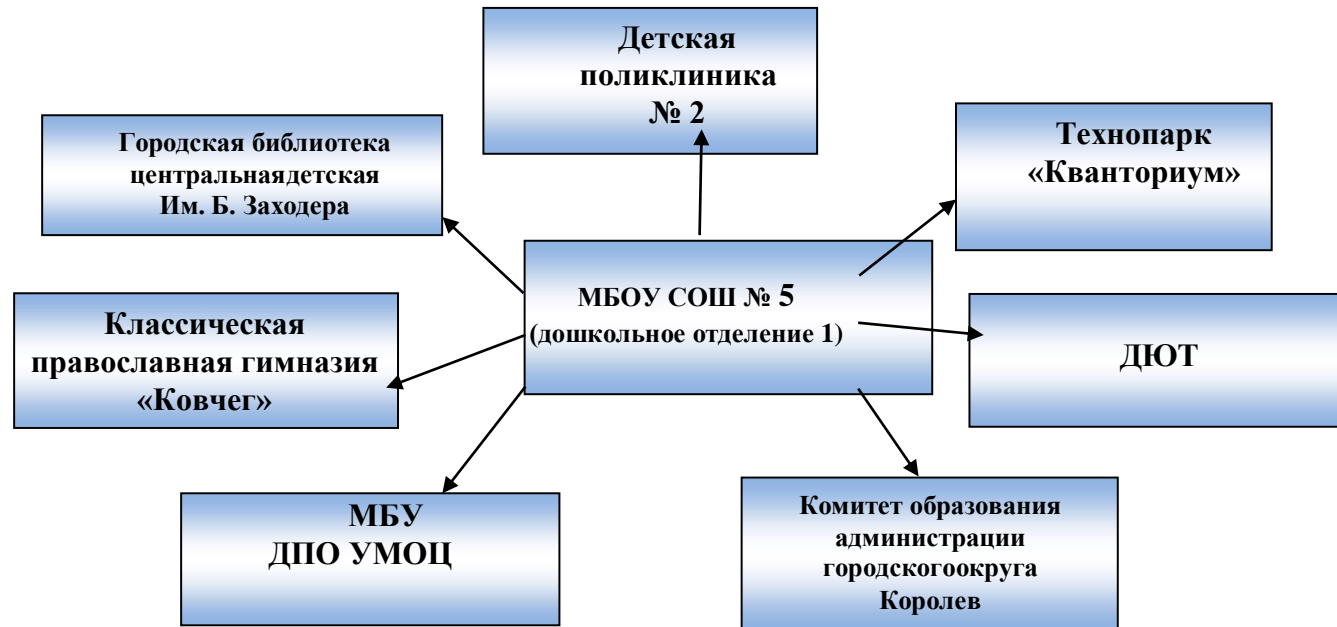 Детская
поликлиника
№ 2
Городская библиотека
центральнаядетская
Им. Б. Заходера
Технопарк
«Кванториум»
МБОУ СОШ № 5
(дошкольное отделение 1)
Классическая
православная гимназия
«Ковчег»
ДЮТ
МБУ
ДПО УМОЦ
Комитет образования
администрации
городскогоокруга
Королев